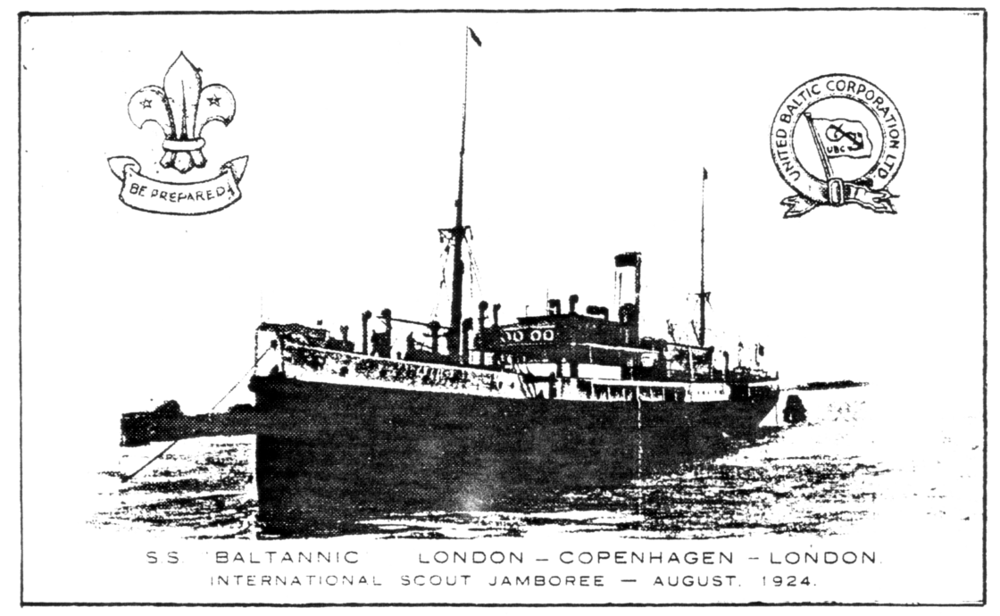 BE PREPARED
UNITED BALTIC CORPORATION LTD
UBC
S.S. "BALTANNIC" LONDON – COPENHAGEN – LONDON.
INTERNATIONAL SCOUT JAMBOREE — AUGUST. 1924.